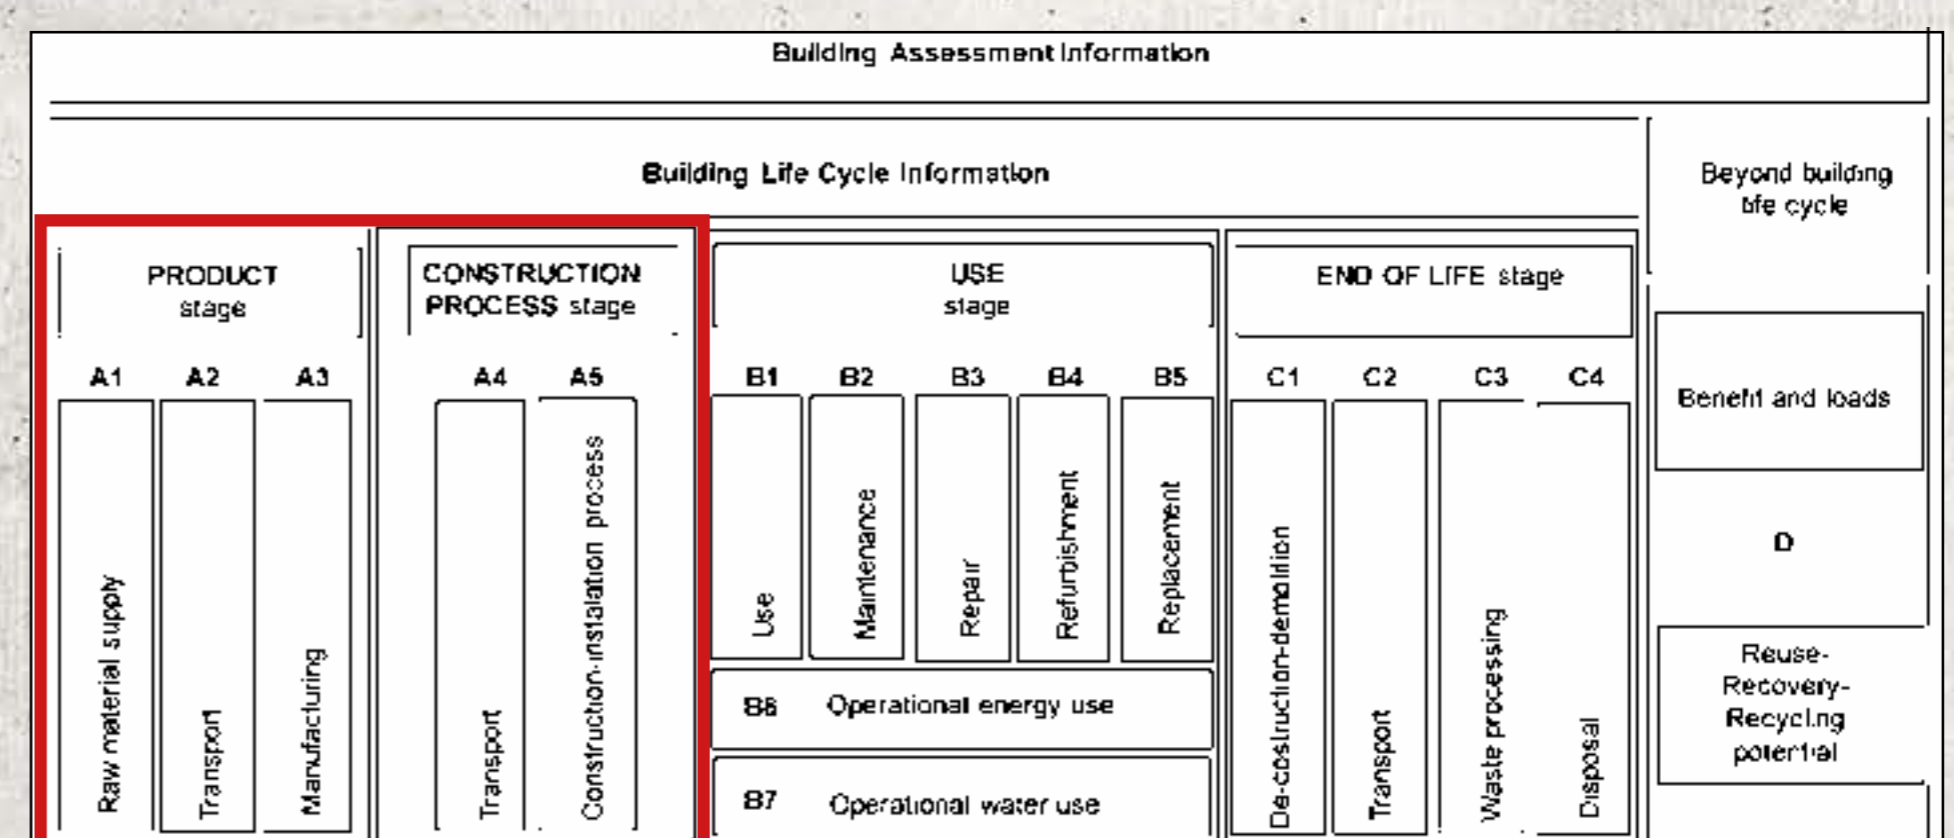 Building Assessment Information
Building Life Cycle Information
Beyond building
life cycle
PRODUCT
stage
CONSTRUCTION
PROCESS stage
USE
stage
END OF LIFE stage
A1 A2 A3 A4 A5 B1 B2 B3 B4 B5 C1 C2 C3 C4
Raw material supply
Transport
Manufacturing
Transport
Construction-instalation process
Use
Maintenance
Repair
Refurbishment
Replacement
B6 Operational energy use
B7 Operational water use
De-costruction-demolition
Transport
Waste processing
Disposal
Benefit and loads
D
Reuse-
Recovery-
Recycling
potential